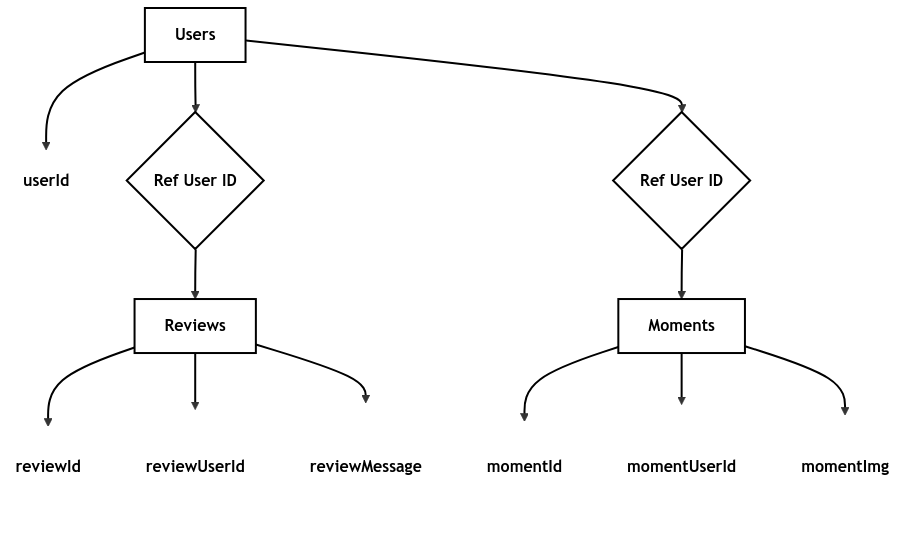 Users
userId
Ref User ID
Ref User ID
Reviews
Moments
reviewId
reviewUserId
reviewMessage
momentId
momentUserId
momentImg